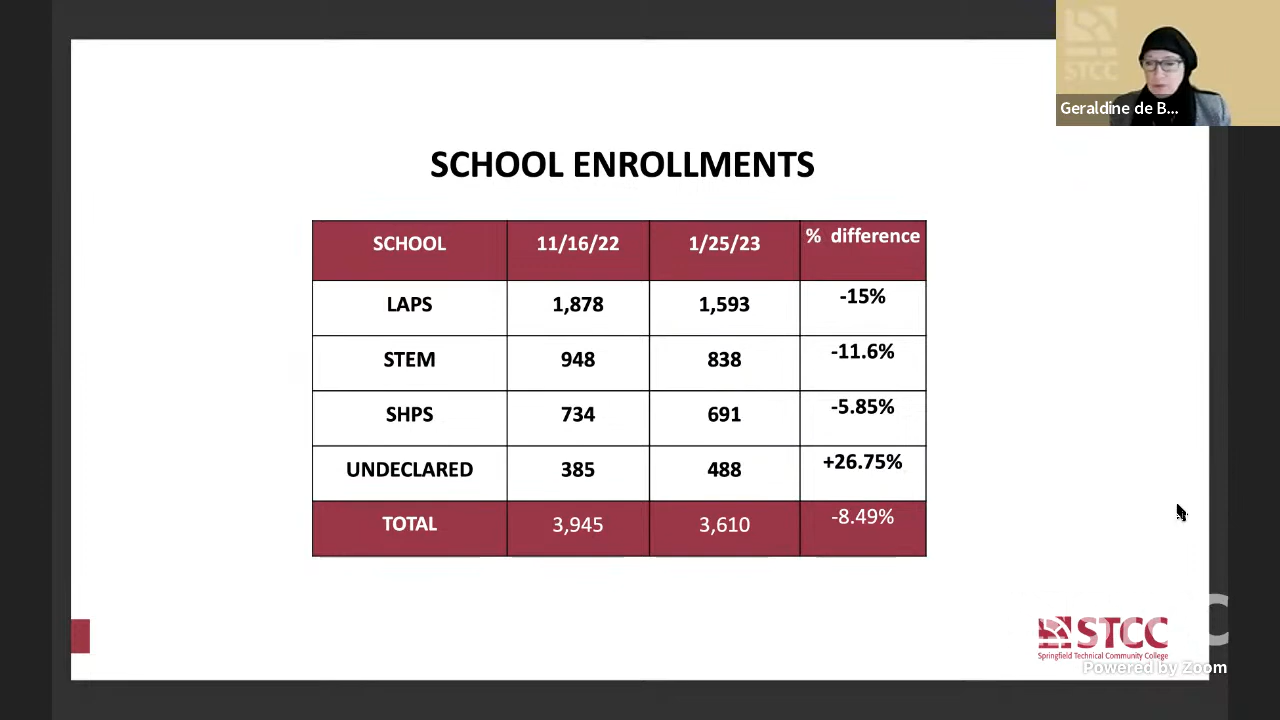 STCC
Geraldine de B...
SCHOOL ENROLLMENTS
SCHOOL 11/16/22 1/25/23 % difference
LAPS 1,878 1,593 -15%
STEM 948 838 -11.6%
SHPS 734 691 -5.85%
UNDECLARED 385 488 +26.75%
TOTAL 3,945 3,610 -8.49%
STCC
Springfield Technical Community College
Powered by Zoom